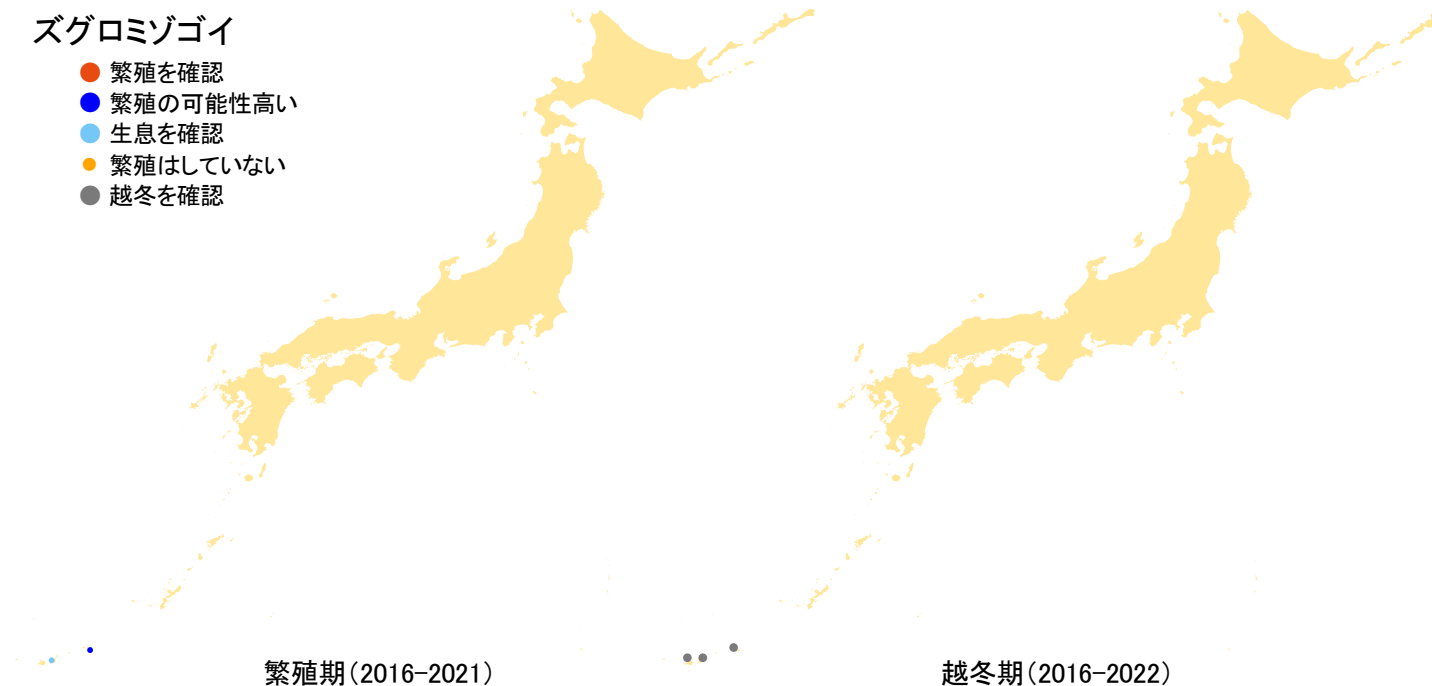 ズグロミゾゴイ
繁殖を確認
繁殖の可能性高い
生息を確認
繁殖はしていない
越冬を確認
繁殖期(2016-2021)
越冬期(2016-2022)